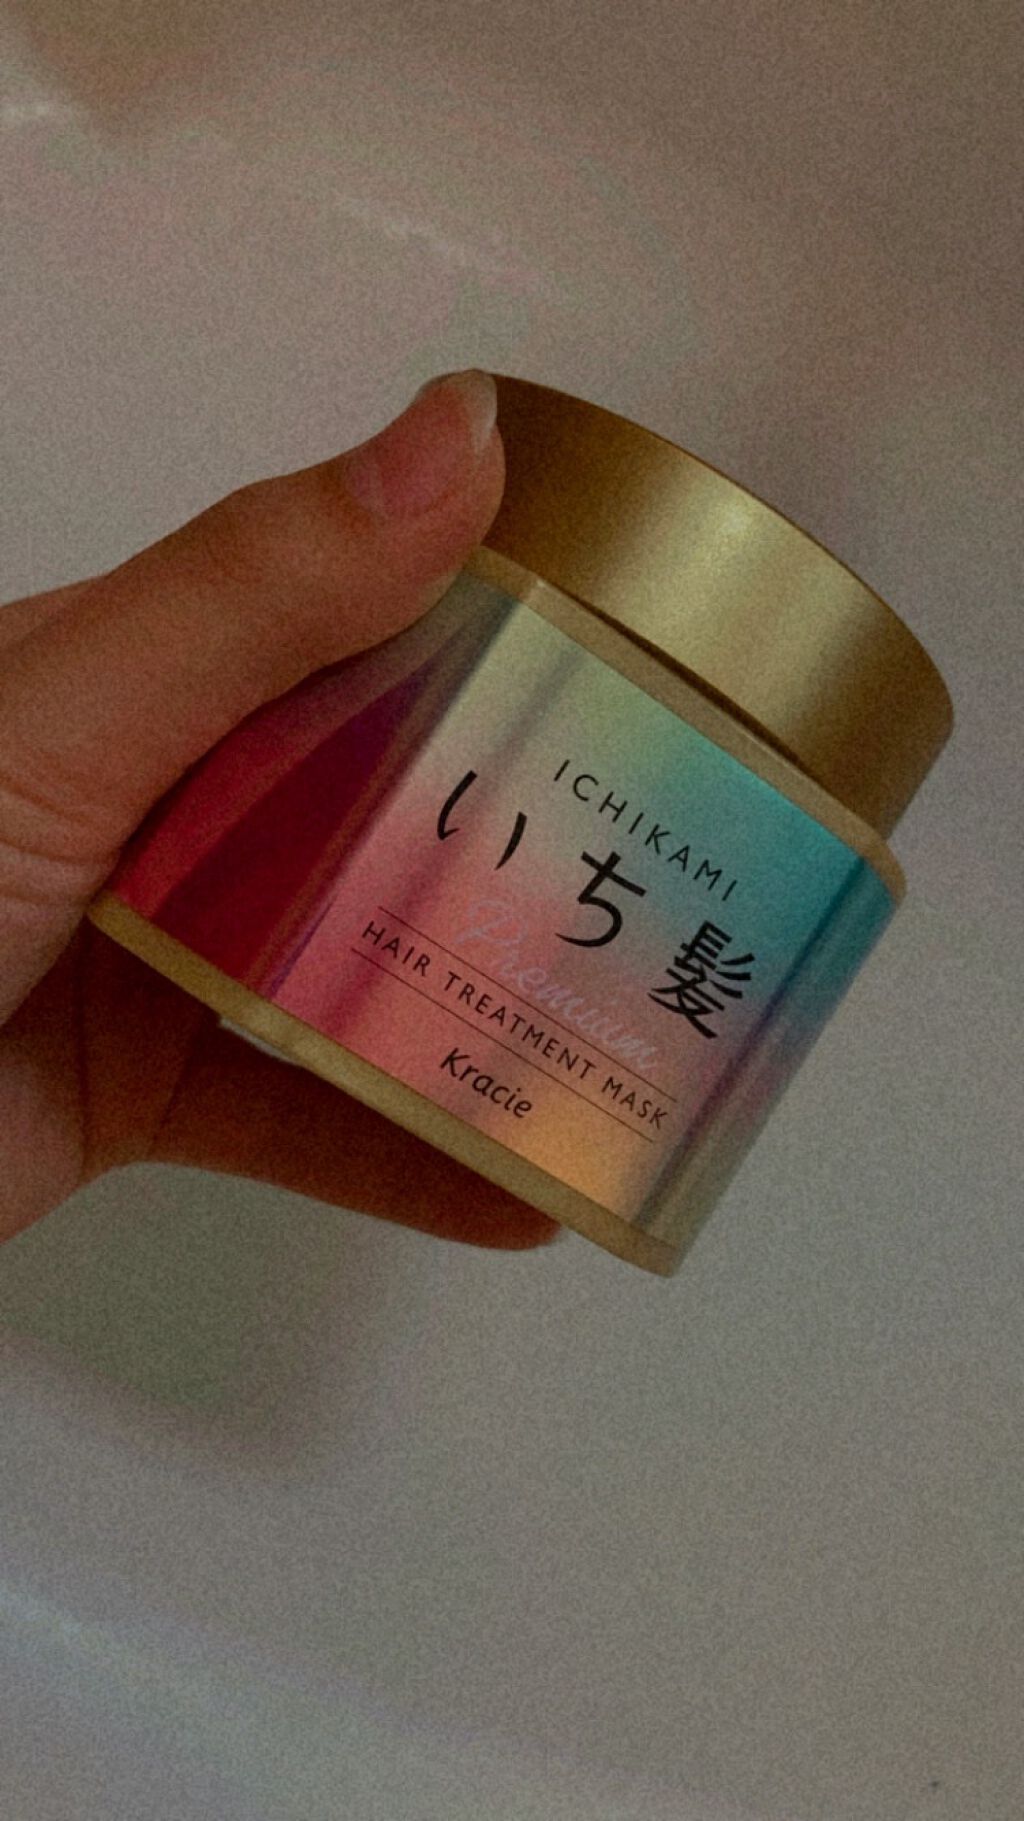 ICHIKAMI
いち髪
Premium
HAIR TREATMENT MASK
Kracie